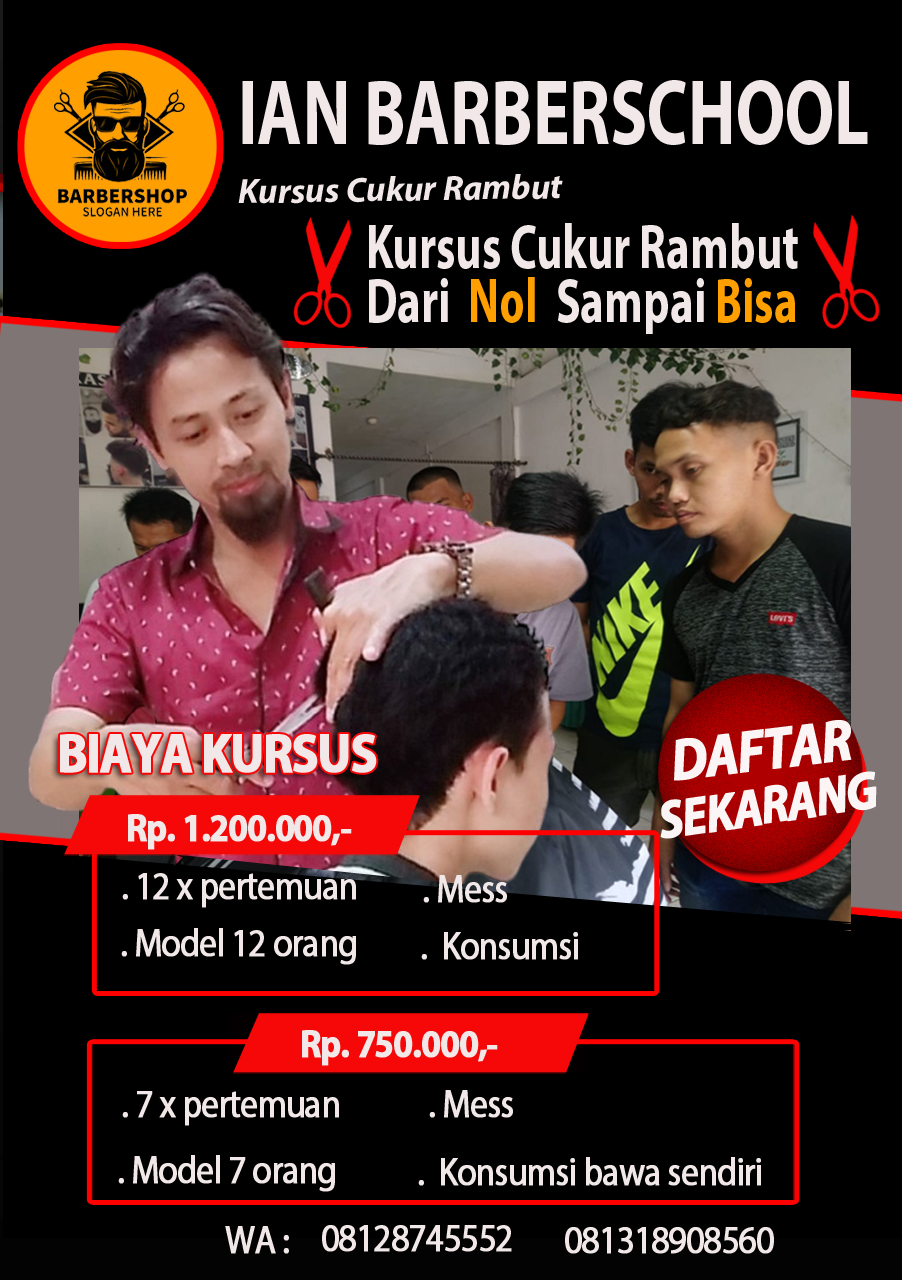 IAN BARBERSCHOOL
BARBERSHOP
SLOGAN HERE
Kursus Cukur Rambut
Kursus Cukur Rambut
Dari Nol Sampai Bisa
NIKE
LEVI'S
BIAYA KURSUS
DAFTAR
SEKARANG
Rp. 1.200.000,-
. 12 x pertemuan
. Mess
. Model 12 orang
. Konsumsi
Rp. 750.000,-
. 7 x pertemuan
. Mess
. Model 7 orang
. Konsumsi bawa sendiri
WA : 08128745552 081318908560